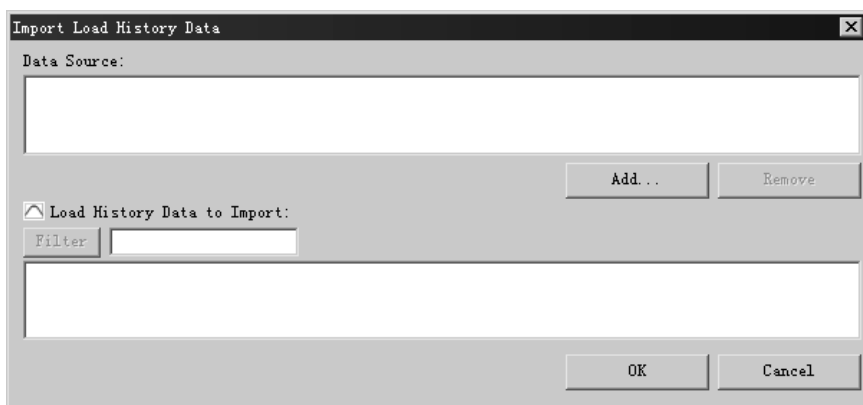 Import Load History Data
Data Source:
Add... Remove
Load History Data to Import:
Filter
OK Cancel